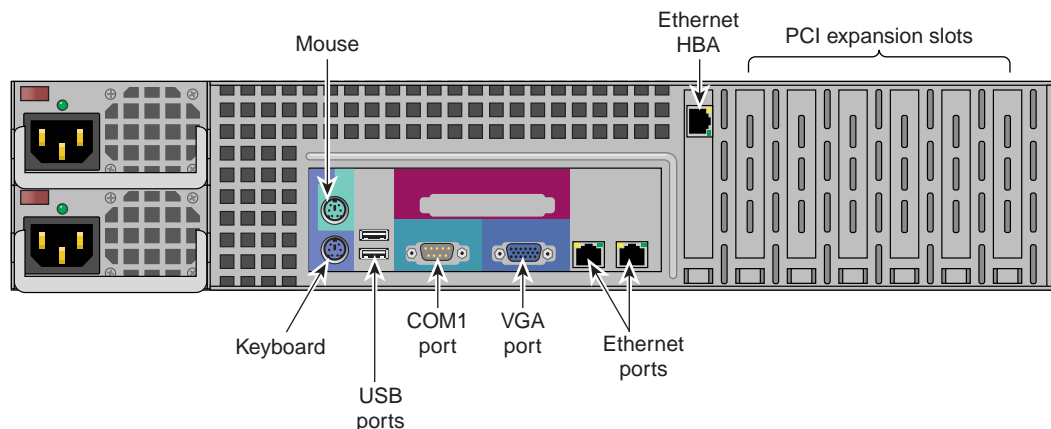 Ethernet
HBA
Mouse
PCI expansion slots
Keyboard
USB
ports
COM1
port
VGA
port
Ethernet
ports